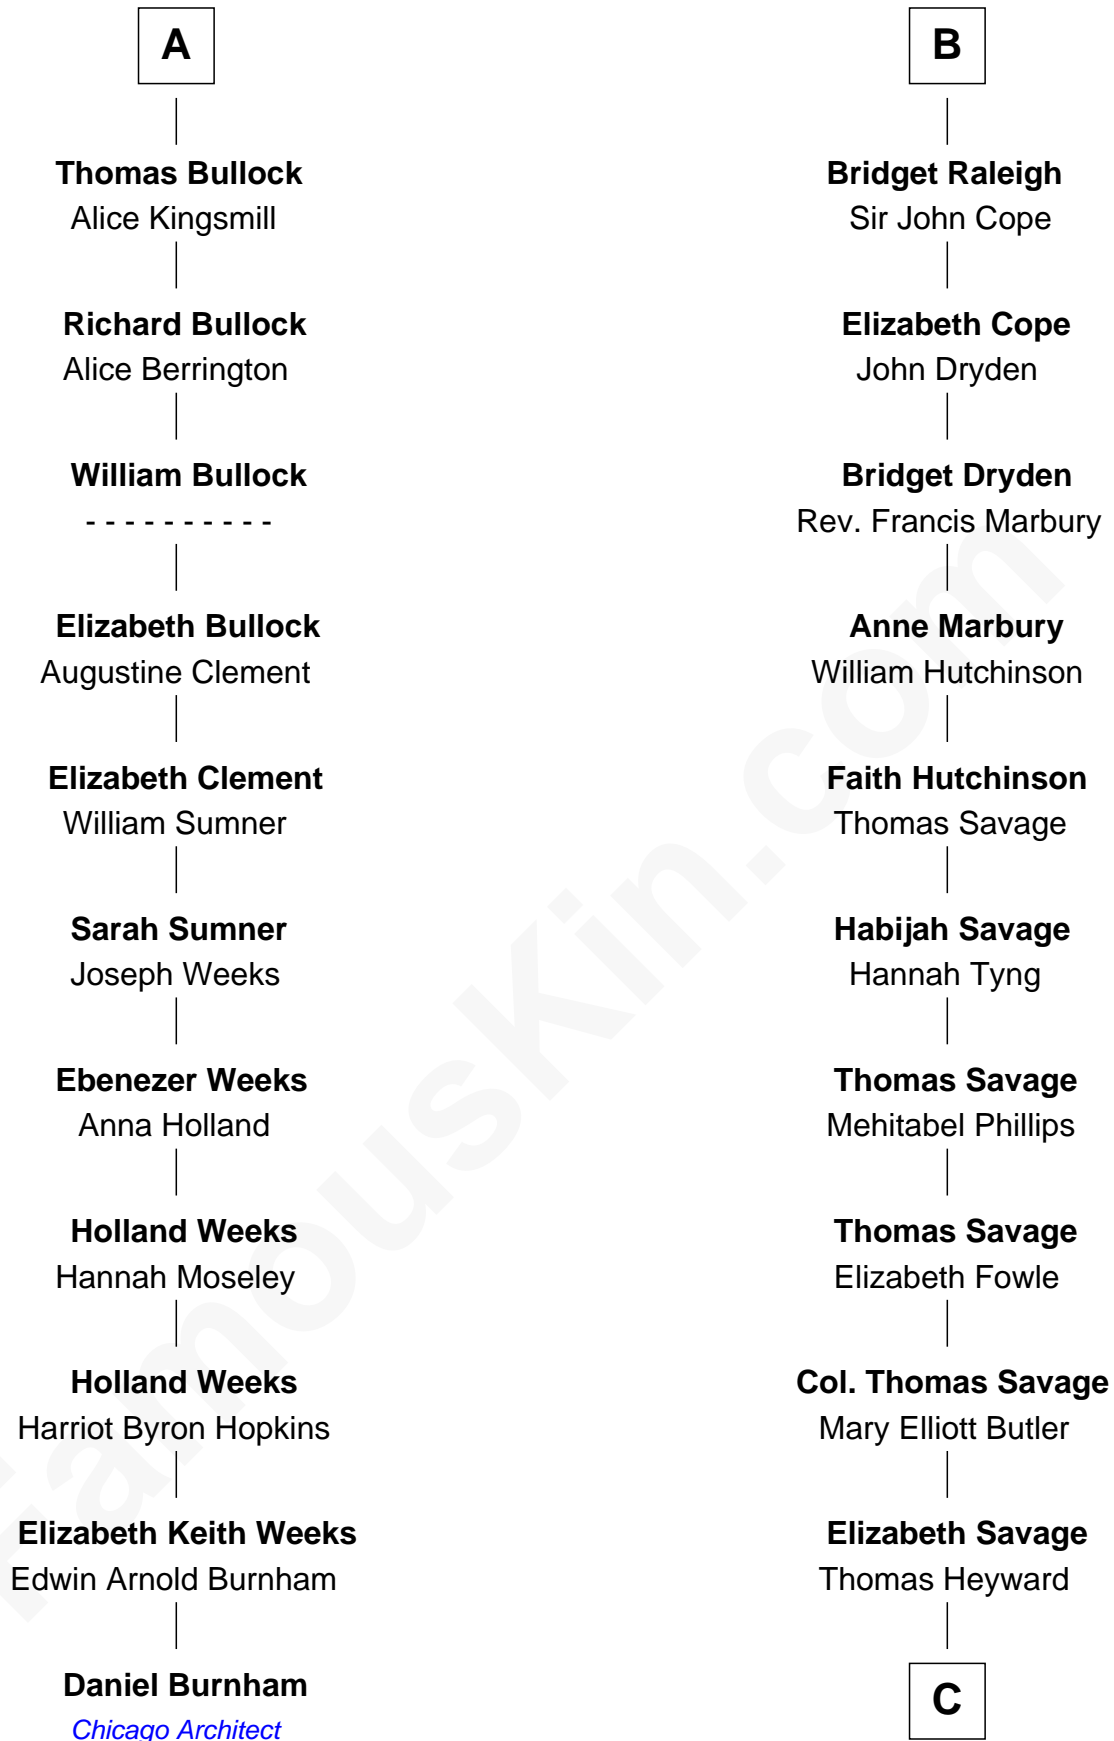 A
Thomas Bullock
Alice Kingsmill
Richard Bullock
Alice Berrington
William Bullock
- - - - - - - - - -
Elizabeth Bullock
Augustine Clement
Elizabeth Clement
William Sumner
Sarah Sumner
Joseph Weeks
Ebenezer Weeks
Anna Holland
Holland Weeks
Hannah Moseley
Holland Weeks
Harriot Byron Hopkins
Elizabeth Keith Weeks
Edwin Arnold Burnham
Daniel Burnham
Chicago Architect
B
Bridget Raleigh
Sir John Cope
Elizabeth Cope
John Dryden
Bridget Dryden
Rev. Francis Marbury
Anne Marbury
William Hutchinson
Faith Hutchinson
Thomas Savage
Habijah Savage
Hannah Tyng
Thomas Savage
Mehitabel Phillips
Thomas Savage
Elizabeth Fowle
Col. Thomas Savage
Mary Elliott Butler
Elizabeth Savage
Thomas Heyward
C
FamousKin.com